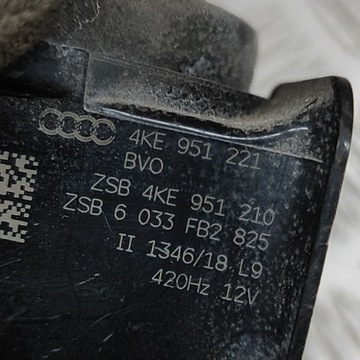 4KE 951 221
BVO
ZSB 4KE 951 210
ZSB 6 033 FB2 825
II 1346/18 L9
420Hz 12V